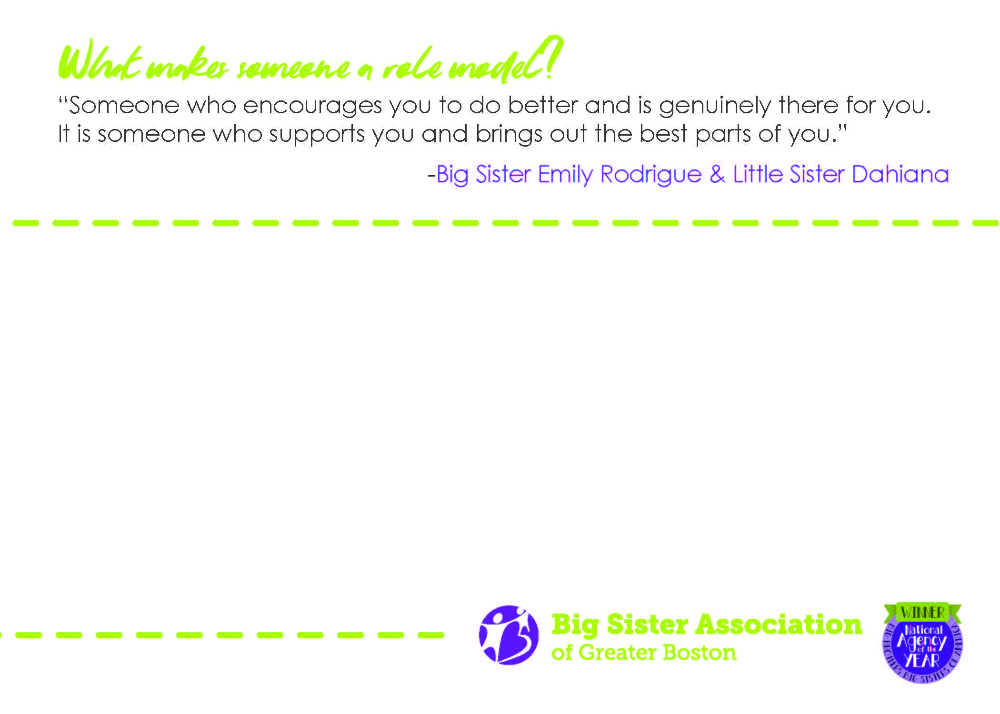 What makes someone a role model?
“Someone who encourages you to do better and is genuinely there for you.
It is someone who supports you and brings out the best parts of you.”
-Big Sister Emily Rodrigue & Little Sister Dahiana
Big Sister Association
of Greater Boston
WINNER
National
Agency
of the
YEAR
BIG BROTHERS BIG SISTERS OF AMERICA